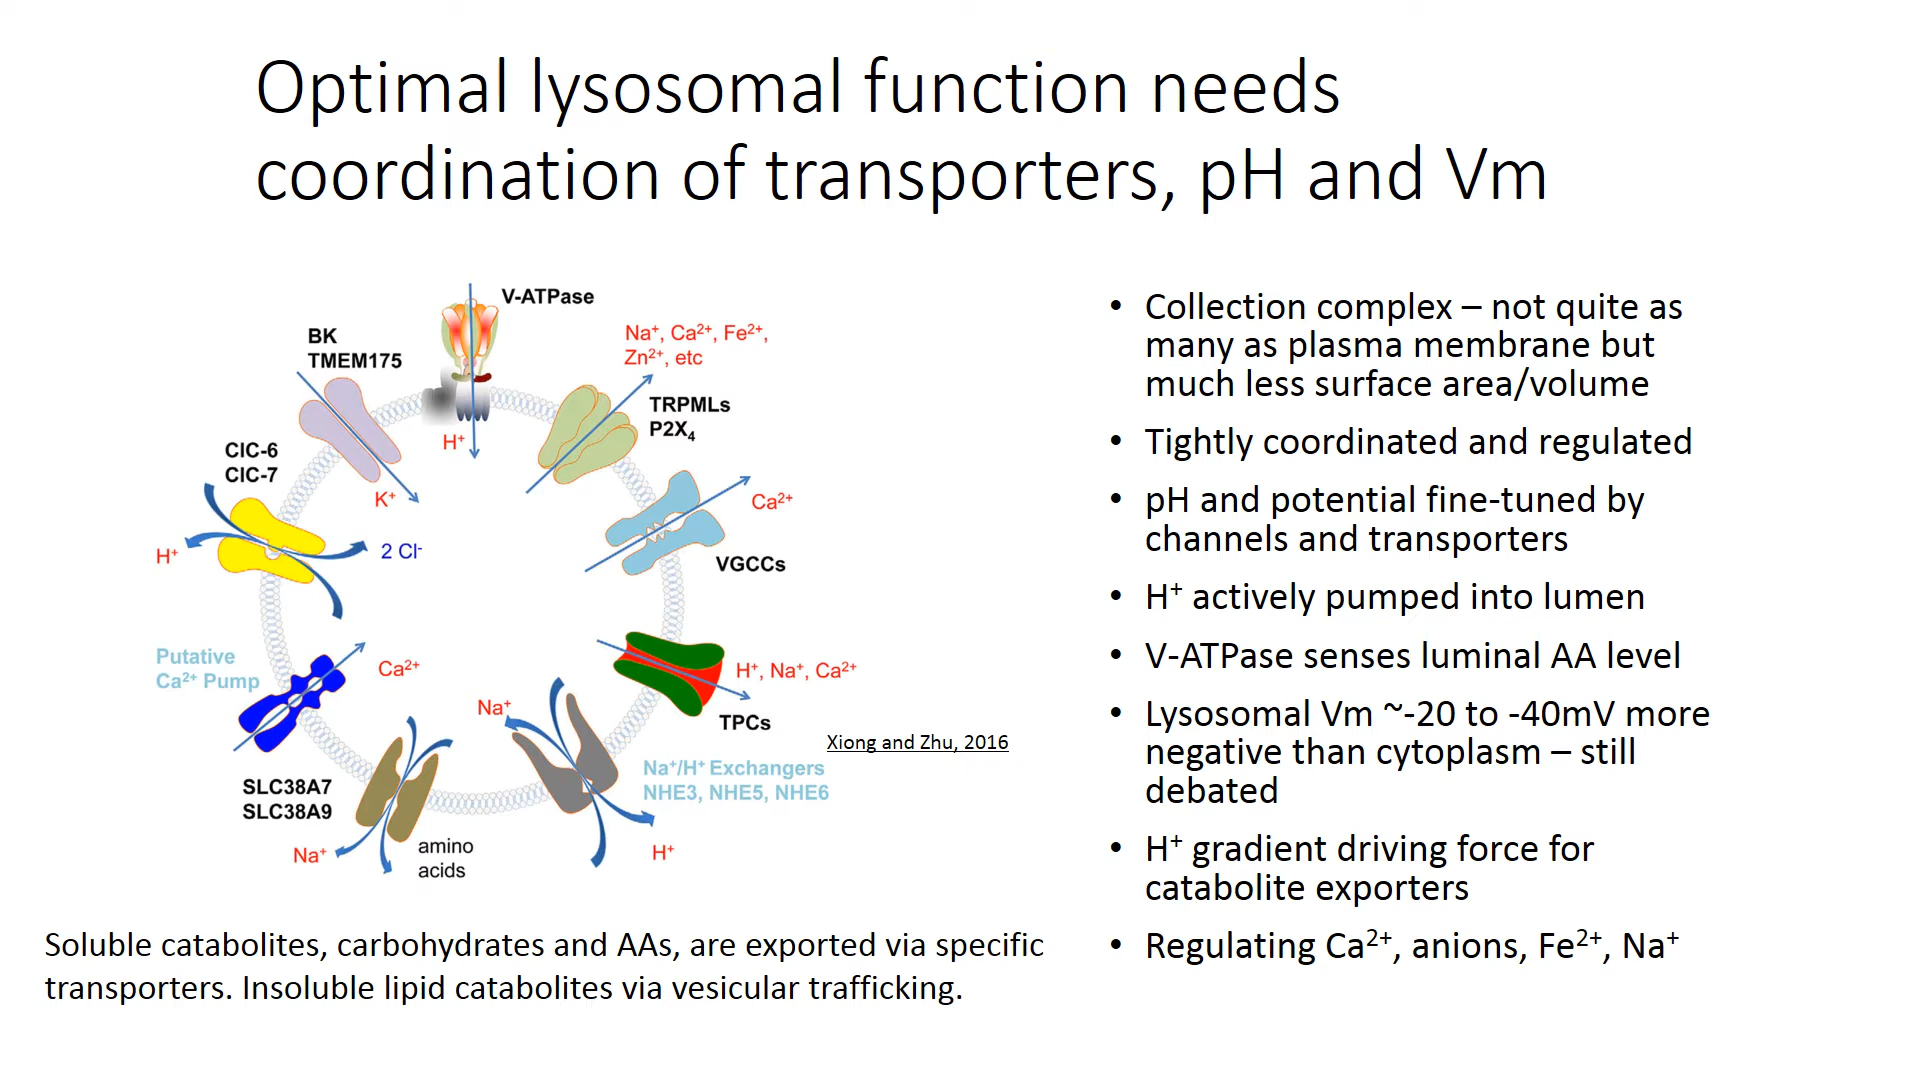 Optimal lysosomal function needs
coordination of transporters, pH and Vm
V-ATPase
BK
TMEM175
Na⁺, Ca²⁺, Fe²⁺,
Zn²⁺, etc
TRPMLs
P2X₄
H⁺
ClC-6
ClC-7
K⁺
Ca²⁺
H⁺
2 Cl⁻
VGCCs
Putative
Ca²⁺ Pump
Ca²⁺
H⁺, Na⁺, Ca²⁺
Na⁺
TPCs
Xiong and Zhu, 2016
Na⁺/H⁺ Exchangers
NHE3, NHE5, NHE6
SLC38A7
SLC38A9
Na⁺
amino
acids
H⁺
Soluble catabolites, carbohydrates and AAs, are exported via specific
transporters. Insoluble lipid catabolites via vesicular trafficking.
• Collection complex – not quite as
many as plasma membrane but
much less surface area/volume
• Tightly coordinated and regulated
• pH and potential fine-tuned by
channels and transporters
• H⁺ actively pumped into lumen
• V-ATPase senses luminal AA level
• Lysosomal Vm ~-20 to -40mV more
negative than cytoplasm – still
debated
• H⁺ gradient driving force for
catabolite exporters
• Regulating Ca²⁺, anions, Fe²⁺, Na⁺